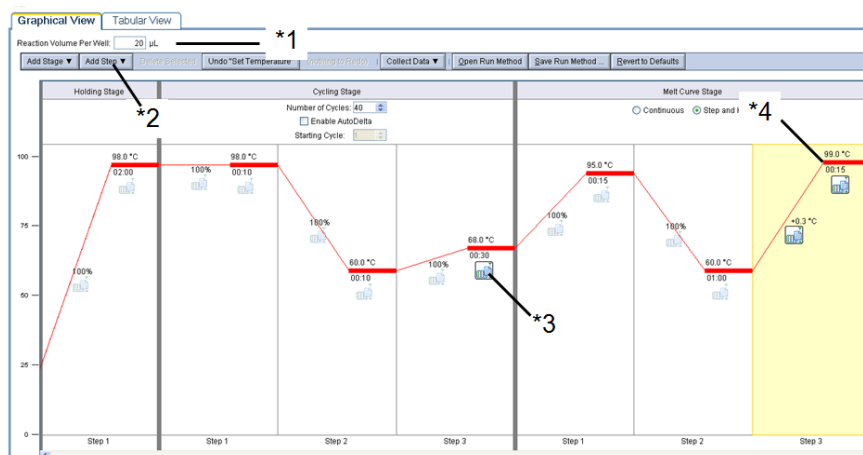 Graphical View Tabular View
Reaction Volume Per Well: 20 µL *1
Add Stage ▼ Add Step ▼ Delete Selected Undo "Set Temperature" Collect Data ▼ Open Run Method Save Run Method ... Revert to Defaults
*2
Holding Stage Cycling Stage Melt Curve Stage
Number of Cycles: 40
Enable AutoDelta
Starting Cycle: 1
Continuous Step and H
*4
100
75
50
25
0
98.0 °C
02:00
100%
98.0 °C
00:10
100%
60.0 °C
00:10
100%
68.0 °C
00:30
100%
*3
95.0 °C
00:15
100%
60.0 °C
01:00
100%
99.0 °C
00:15
+0.3 °C
Step 1 Step 1 Step 2 Step 3 Step 1 Step 2 Step 3